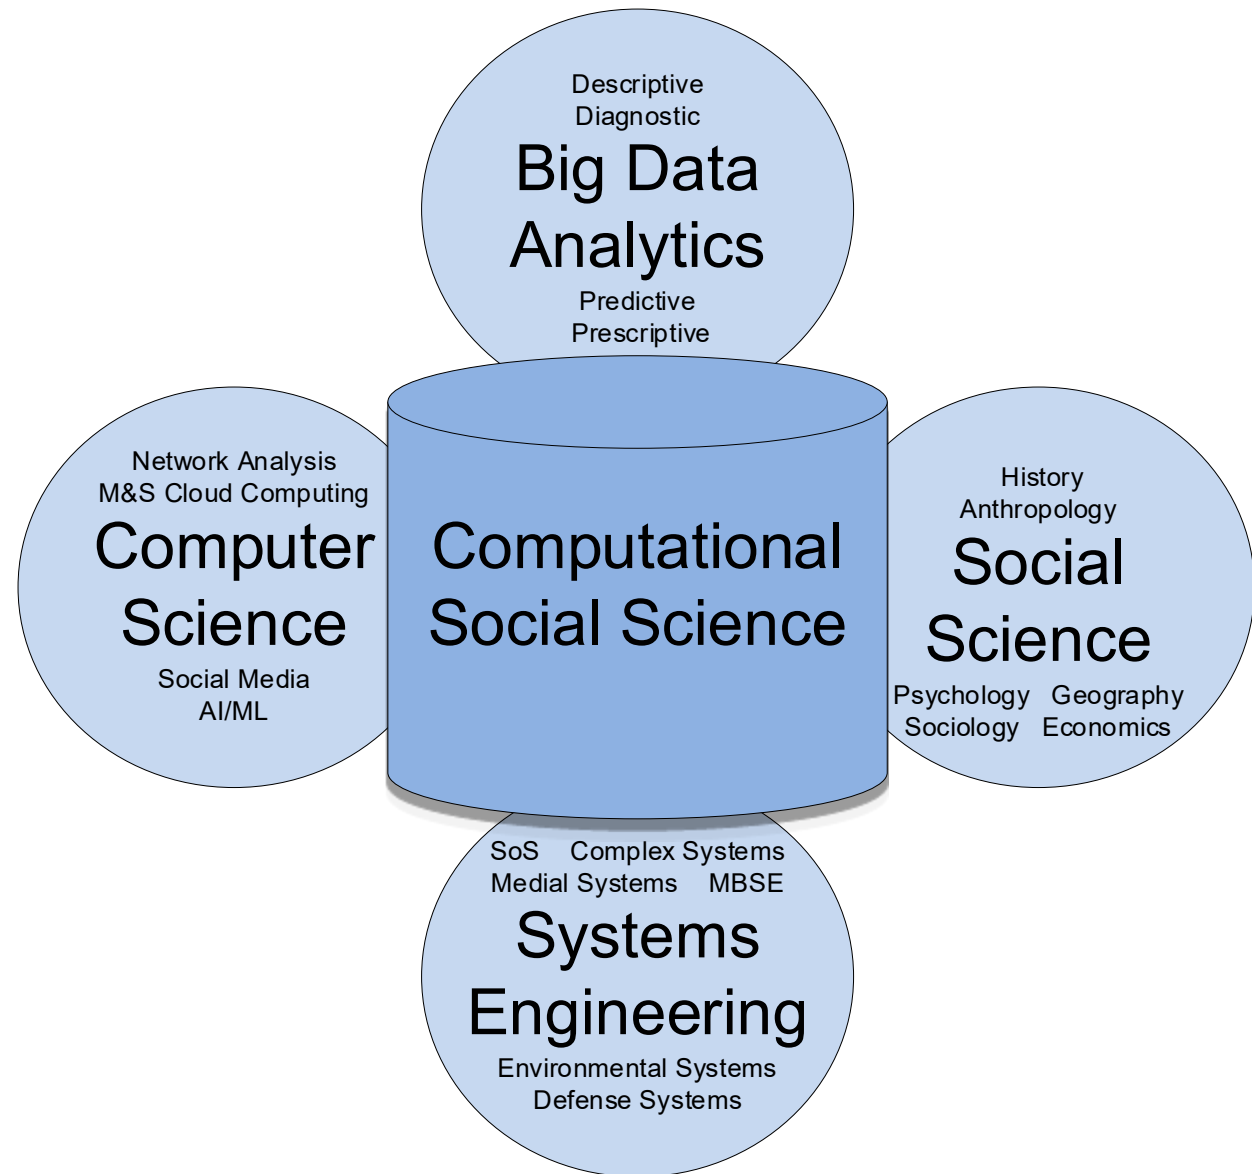 Descriptive
Diagnostic
Big Data
Analytics
Predictive
Prescriptive
Network Analysis
M&S Cloud Computing
Computer
Science
Social Media
AI/ML
Computational
Social Science
History
Anthropology
Social
Science
Psychology Geography
Sociology Economics
SoS Complex Systems
Medial Systems MBSE
Systems
Engineering
Environmental Systems
Defense Systems